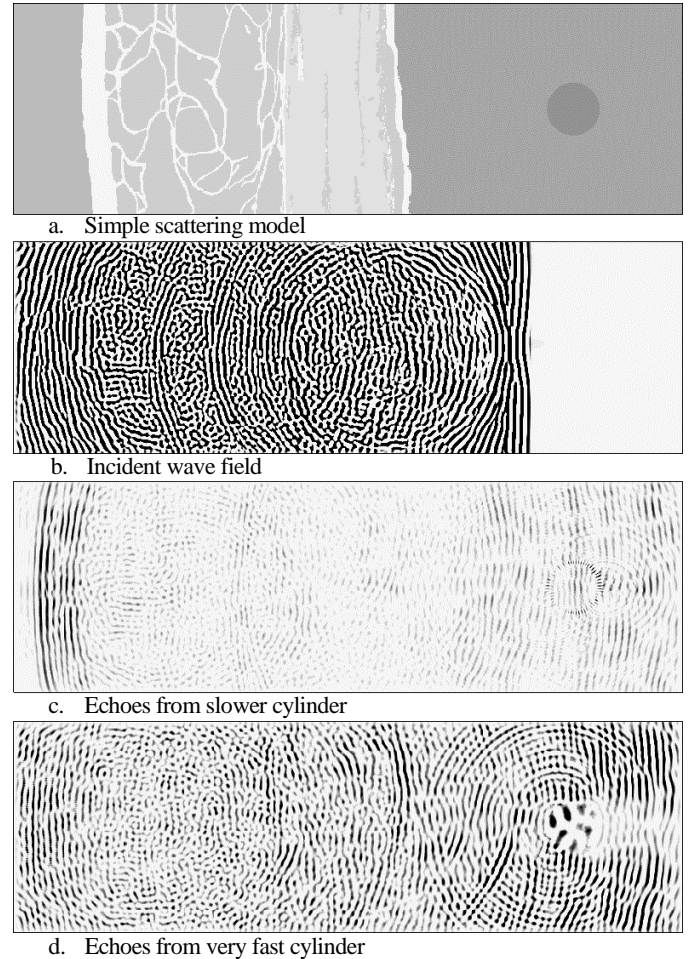 a. Simple scattering model
b. Incident wave field
c. Echoes from slower cylinder
d. Echoes from very fast cylinder